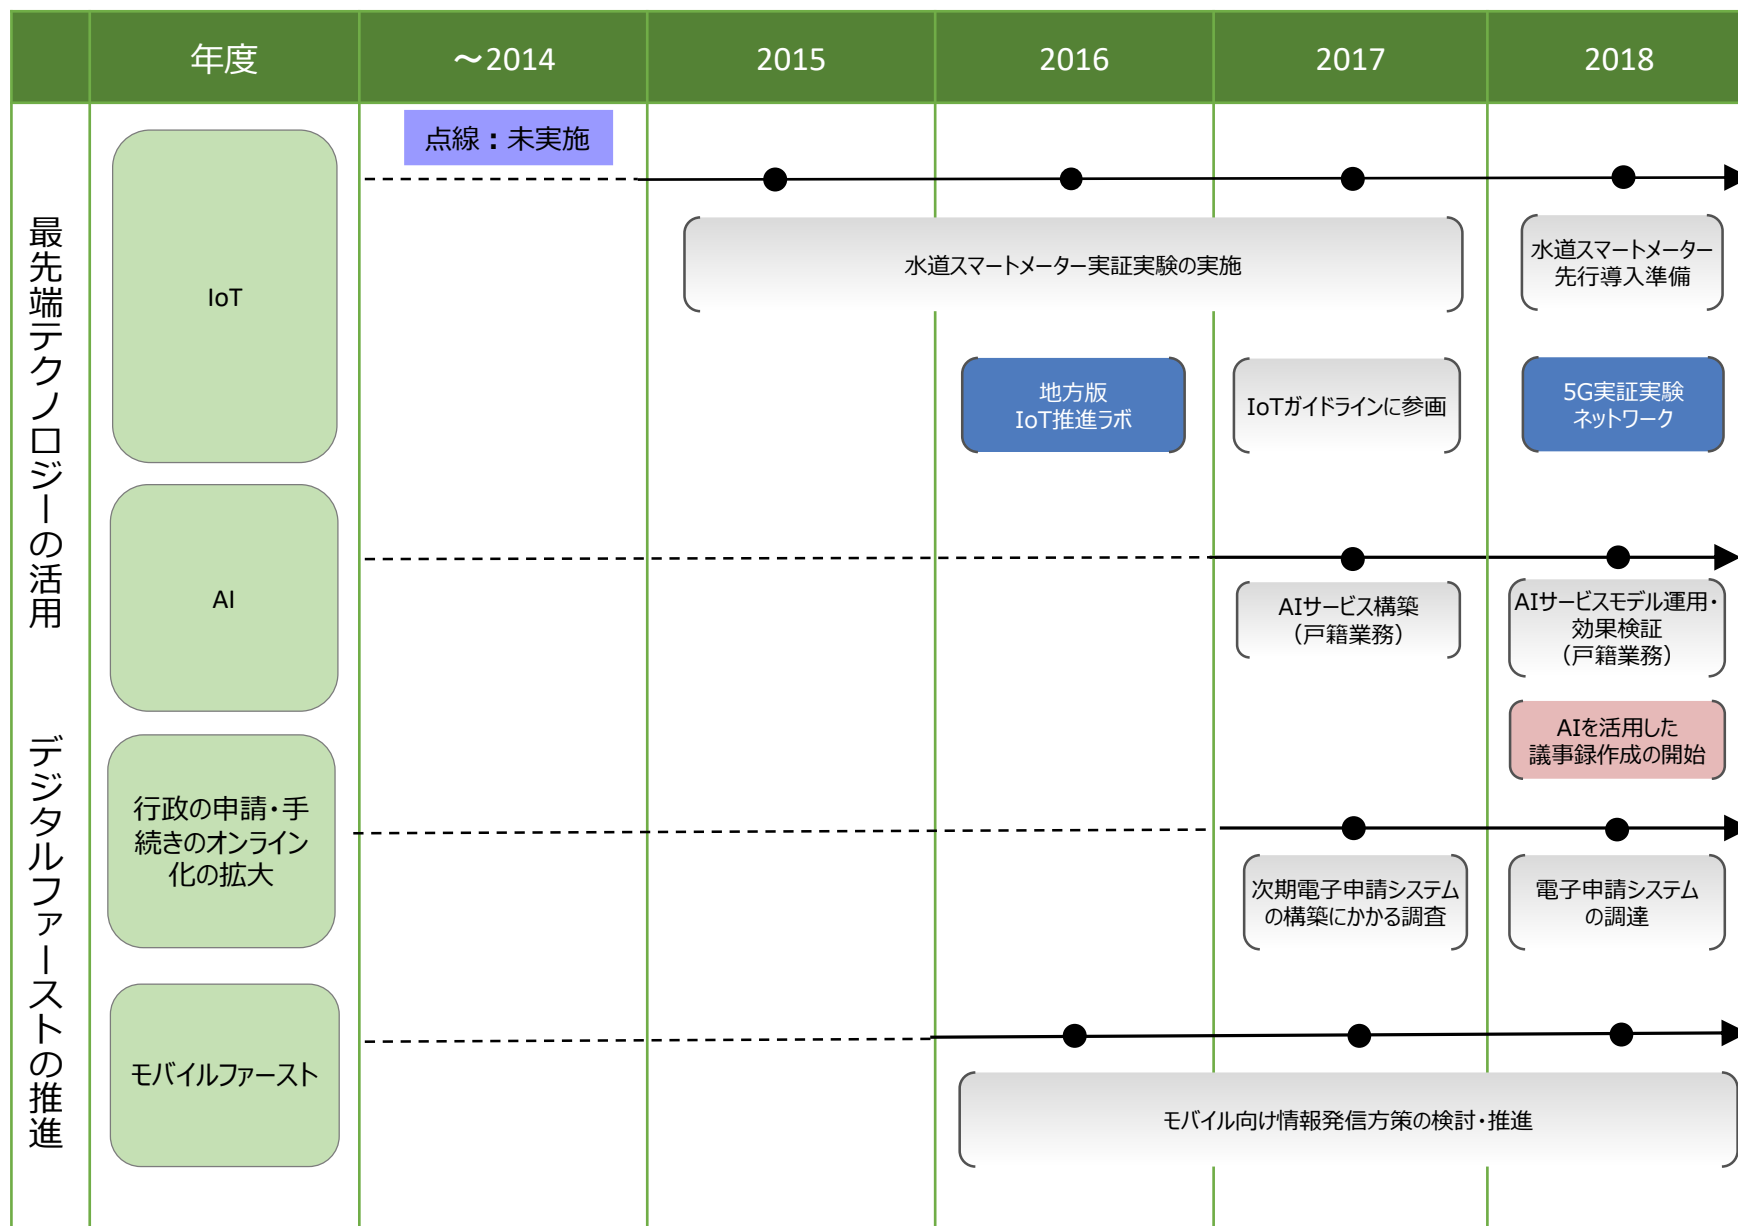 年度
～2014
2015
2016
2017
2018
最先端テクノロジーの活用
IoT
点線：未実施
水道スマートメーター実証実験の実施
水道スマートメーター
先行導入準備
地方版
IoT推進ラボ
IoTガイドラインに参画
5G実証実験
ネットワーク
AI
AIサービス構築
（戸籍業務）
AIサービスモデル運用・
効果検証
（戸籍業務）
AIを活用した
議事録作成の開始
デジタルファーストの推進
行政の申請・手
続きのオンライン
化の拡大
次期電子申請システム
の構築にかかる調査
電子申請システム
の調達
モバイルファースト
モバイル向け情報発信方策の検討・推進